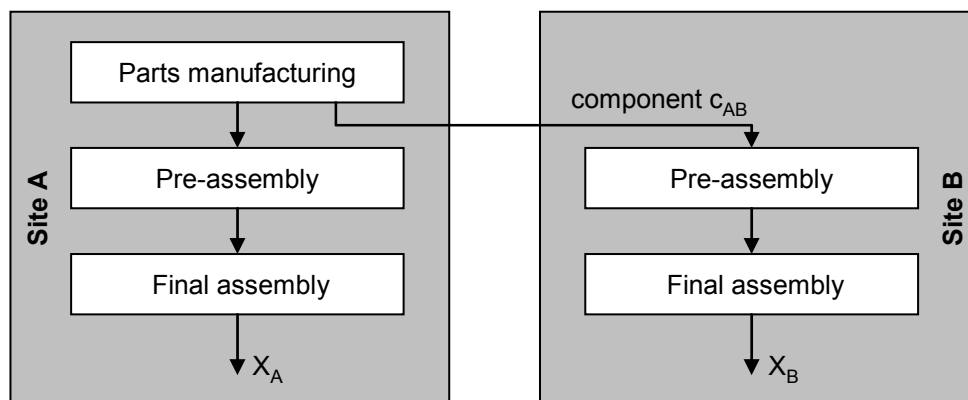 Parts manufacturing
component c_AB
Pre-assembly
Pre-assembly
Site A
Site B
Final assembly
Final assembly
X_A
X_B